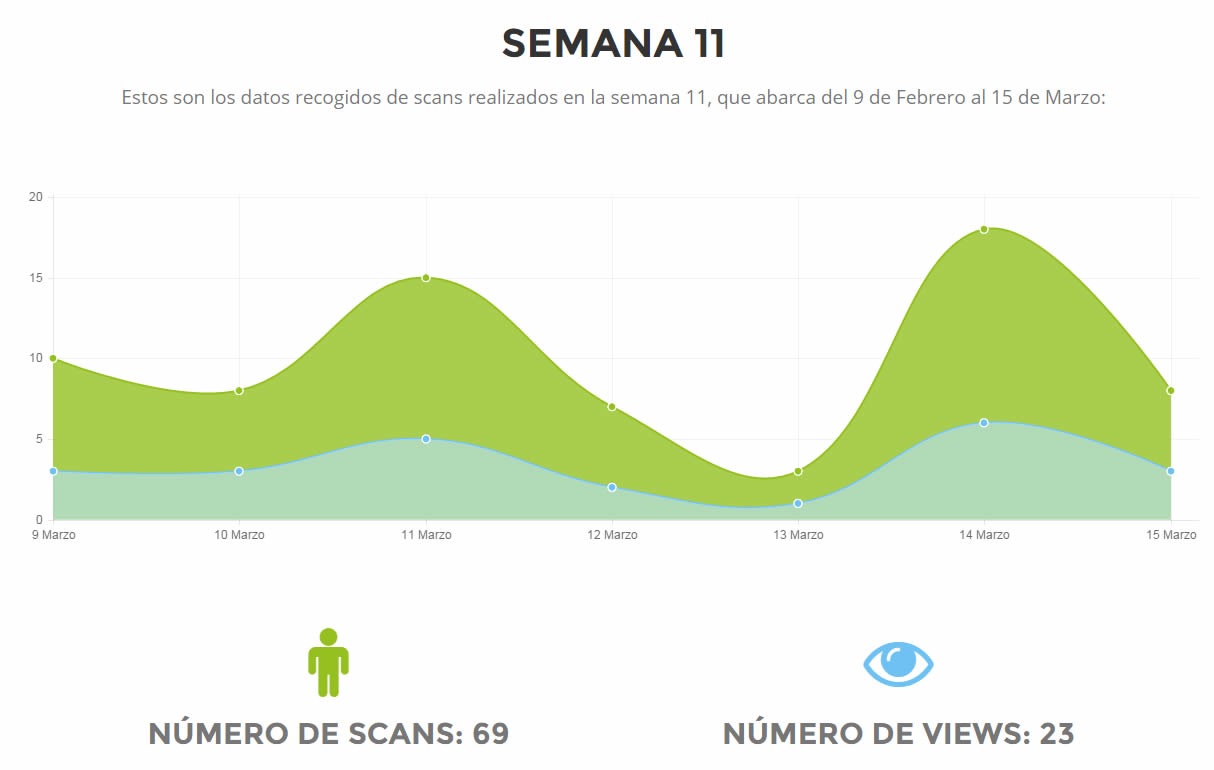 SEMANA 11
Estos son los datos recogidos de scans realizados en la semana 11, que abarca del 9 de Febrero al 15 de Marzo:
20
15
10
5
0
9 Marzo 10 Marzo 11 Marzo 12 Marzo 13 Marzo 14 Marzo 15 Marzo
NÚMERO DE SCANS: 69 NÚMERO DE VIEWS: 23